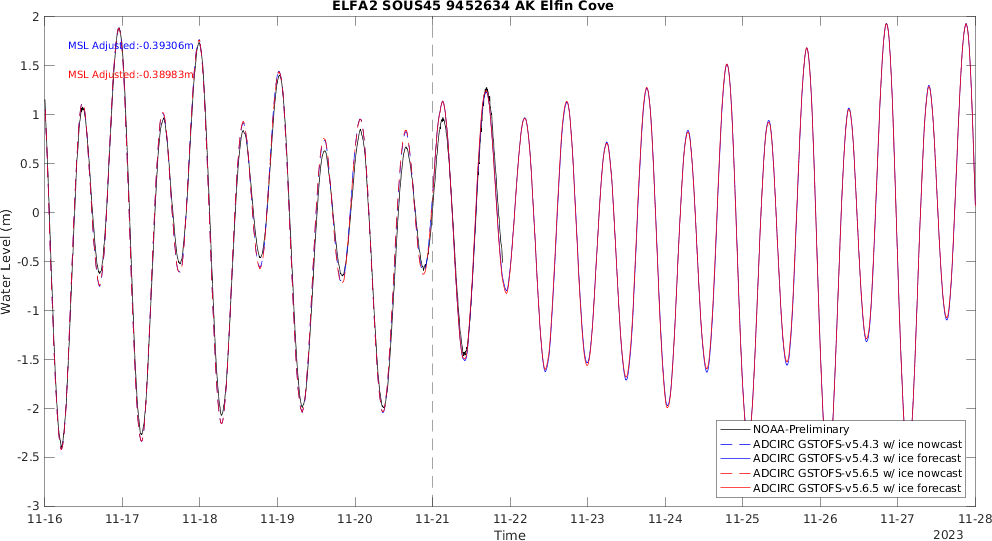 ELFA2 SOUS45 9452634 AK Elfin Cove
2
1.5
1
0.5
0
-0.5
-1
-1.5
-2
-2.5
-3
Water Level (m)
MSL Adjusted:-0.39306m
MSL Adjusted:-0.38983m
NOAA-Preliminary
ADCIRC GSTOFS-v5.4.3 w/ ice nowcast
ADCIRC GSTOFS-v5.4.3 w/ ice forecast
ADCIRC GSTOFS-v5.6.5 w/ ice nowcast
ADCIRC GSTOFS-v5.6.5 w/ ice forecast
11-16 11-17 11-18 11-19 11-20 11-21 11-22 11-23 11-24 11-25 11-26 11-27 11-28
Time
2023